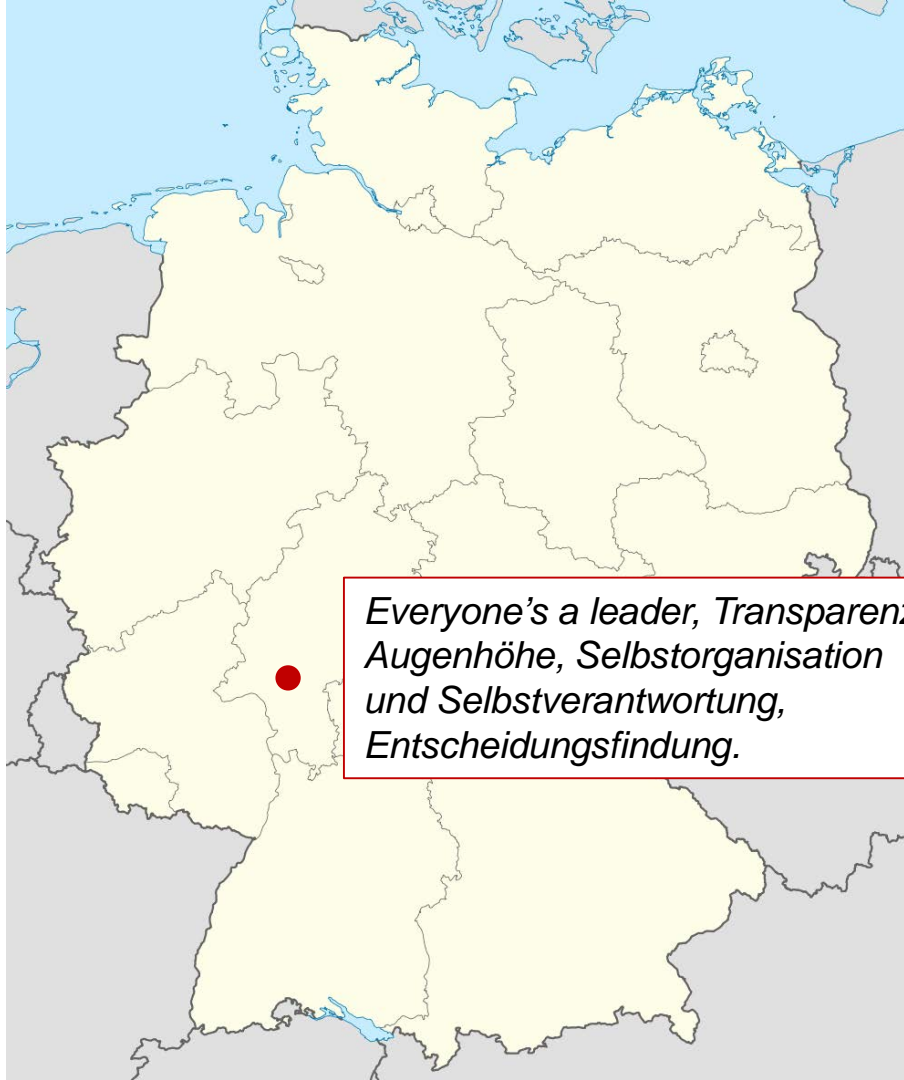 Everyone’s a leader, Transparenz
Augenhöhe, Selbstorganisation
und Selbstverantwortung,
Entscheidungsfindung.